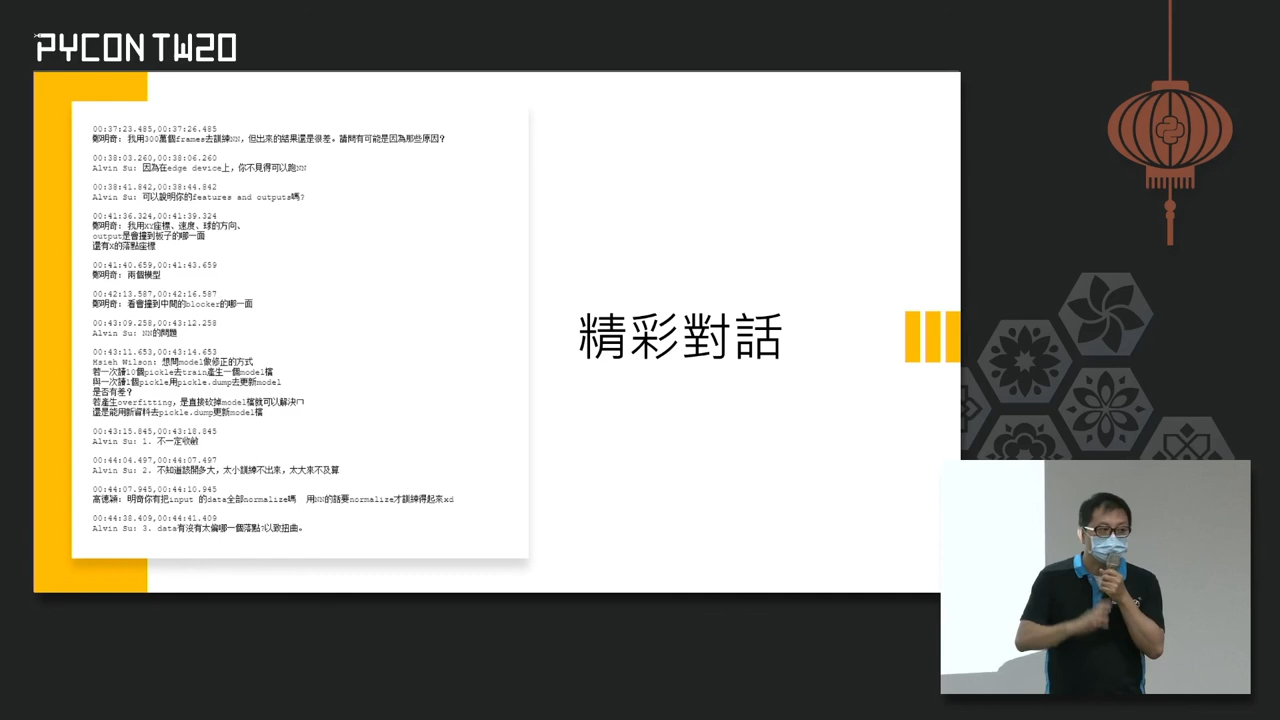 PYCON TW20
00:37:23.485,00:37:26.485
鄭明奇: 我用300萬個frames去訓練NN，但出來的結果還是很差。請問有可能是因為那些原因?
00:38:03.260,00:38:06.260
Alvin Su: 因為在edge device上，你不見得可以跑NN
00:38:41.842,00:38:44.842
Alvin Su: 可以說明你的features and outputs嗎?
00:41:36.324,00:41:39.324
鄭明奇: 我用XY座標、速度、球的方向、
output是會撞到板子的哪一面
還有X的落點座標
00:41:40.659,00:41:43.659
鄭明奇: 兩個模型
00:42:13.587,00:42:16.587
鄭明奇: 看會撞到中間的blocker的哪一面
00:43:09.258,00:43:12.258
Alvin Su: NN的問題
00:43:11.653,00:43:14.653
Hsieh Wilson: 想問model做修正的方式
若一次讀10個pickle去train產生一個model檔
與一次讀1個pickle用pickle.dump去更新model
是否有差?
若產生overfitting，是直接砍掉model檔就可以解決ㄇ
還是能用新資料去pickle.dump更新model檔
00:43:15.845,00:43:18.845
Alvin Su: 1. 不一定收斂
00:44:04.497,00:44:07.497
Alvin Su: 2. 不知道該開多大，太小訓練不出來，太大來不及算
00:44:07.945,00:44:10.945
高德潁: 明奇你有把input 的data全部normalize嗎 用NN的話要normalize才訓練得起來xd
00:44:38.409,00:44:41.409
Alvin Su: 3. data有沒有太偏哪一個落點?以致扭曲。
精彩對話